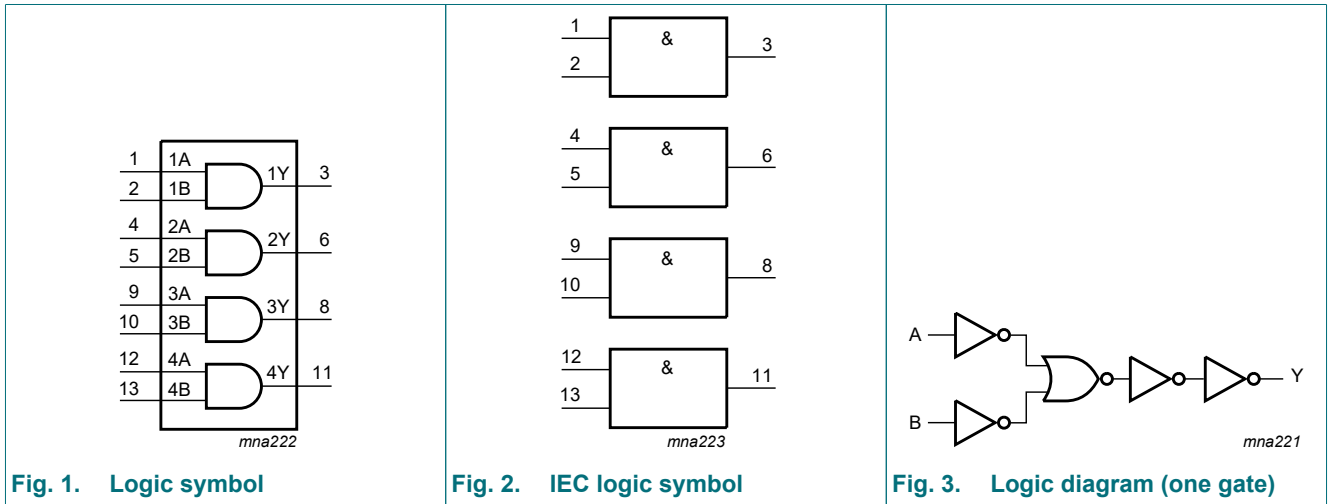 1 1A 1Y 3
2 1B
4 2A 2Y 6
5 2B
9 3A 3Y 8
10 3B
12 4A 4Y 11
13 4B
mna222
Fig. 1. Logic symbol
1 & 3
2
4 & 6
5
9 & 8
10
12 & 11
13
mna223
Fig. 2. IEC logic symbol
A
Y
B
mna221
Fig. 3. Logic diagram (one gate)